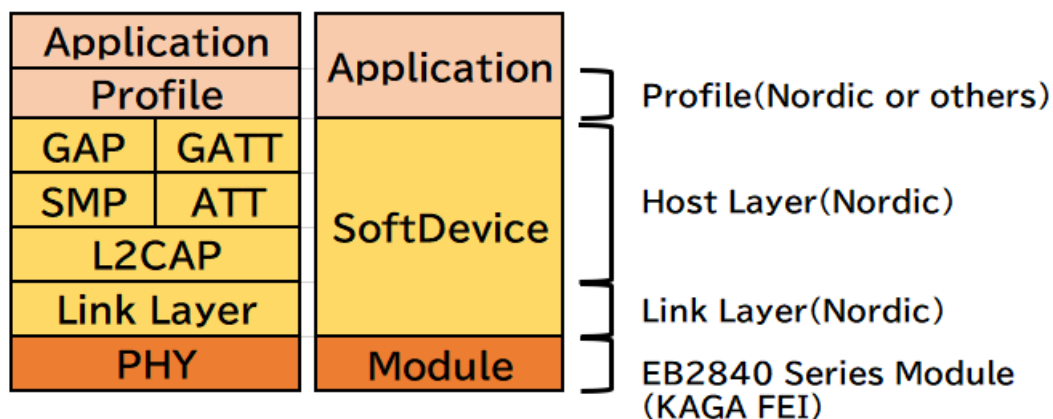 Application
Profile
GAP GATT
SMP ATT
L2CAP
Link Layer
PHY
Application
SoftDevice
Module
Profile(Nordic or others)
Host Layer(Nordic)
Link Layer(Nordic)
EB2840 Series Module
(KAGA FEI)